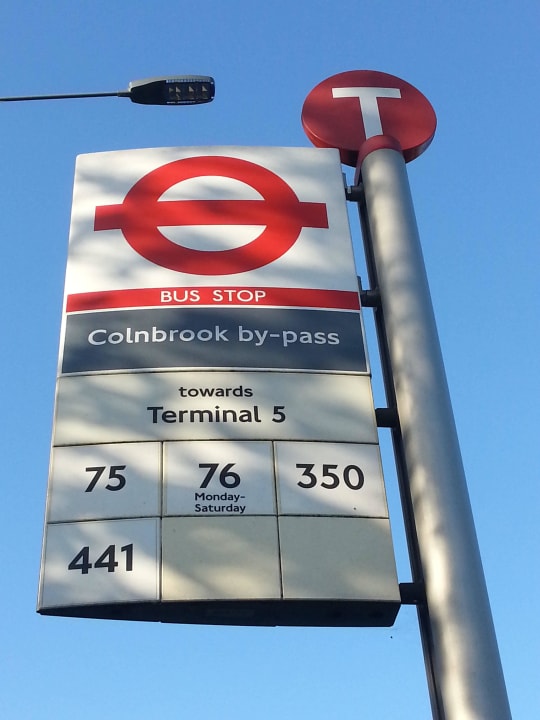 T
BUS STOP
Colnbrook by-pass
towards
Terminal 5
75 76 350
Monday-
Saturday
441